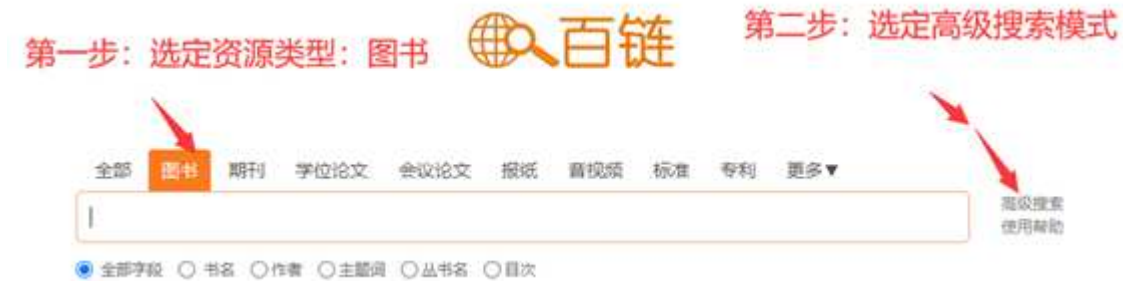 第一步：选定资源类型：图书
百链
第二步：选定高级搜索模式
全部 图书 期刊 学位论文 会议论文 报纸 音视频 标准 专利 更多▼
高级搜索
使用帮助
全部字段 书名 作者 主题词 丛书名 目次